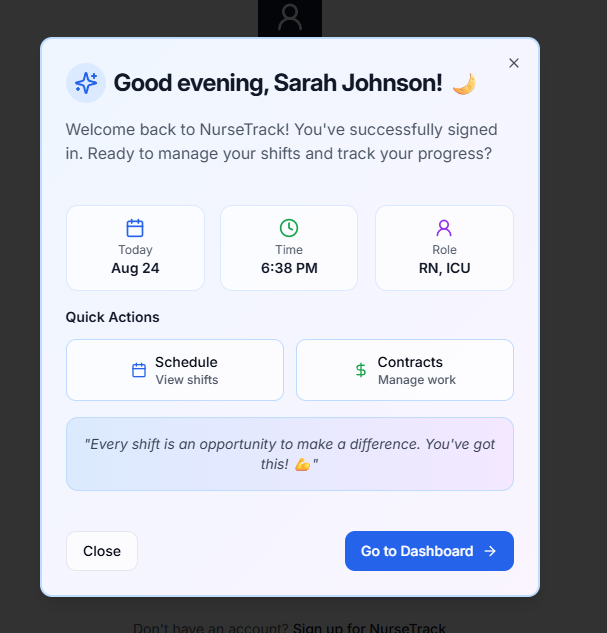 Good evening, Sarah Johnson! 🌛
Welcome back to NurseTrack! You've successfully signed
in. Ready to manage your shifts and track your progress?
Today
Aug 24
Time
6:38 PM
Role
RN, ICU
Quick Actions
Schedule
View shifts
Contracts
Manage work
"Every shift is an opportunity to make a difference. You've got
this! 💪"
Close
Go to Dashboard →
Don't have an account? Sign up for NurseTrack